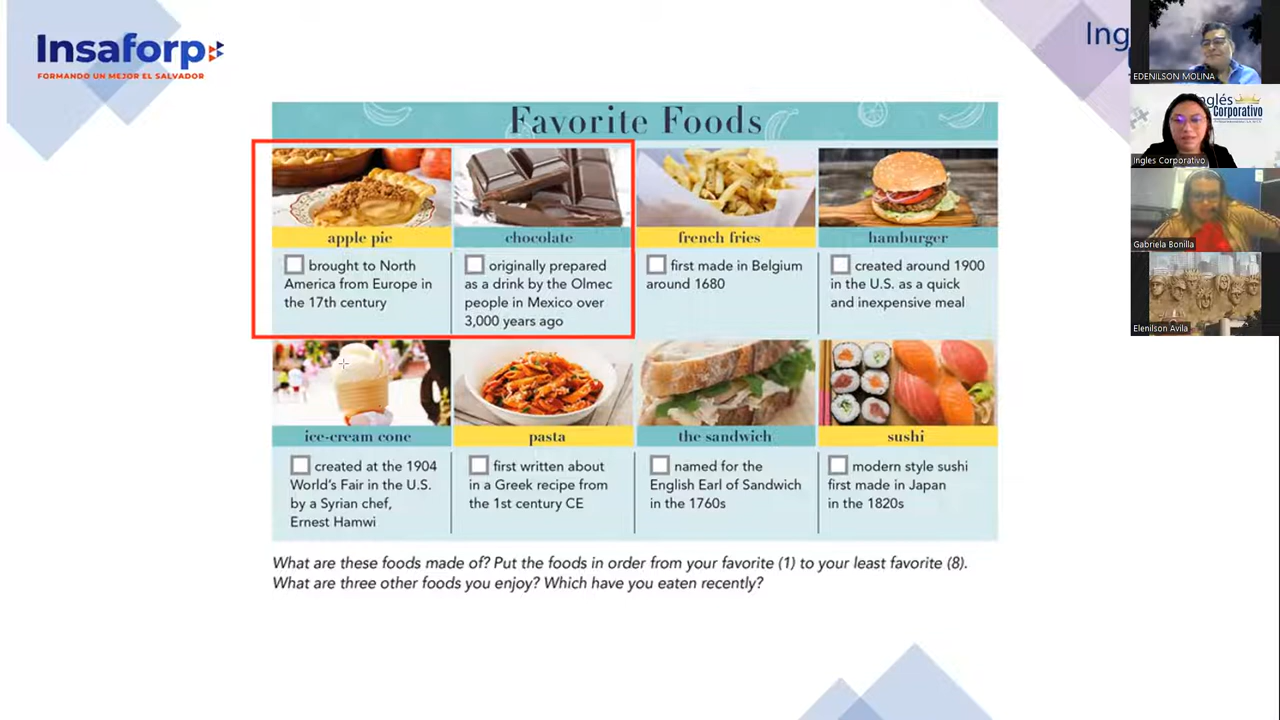 Insaforp
FORMANDO UN MEJOR EL SALVADOR
Ing
EDENILSON MOLINA
Inglés
Corporativo
Ingles Corporativo
Gabriela Bonilla
Elenilson Avila
Favorite Foods
apple pie
brought to North
America from Europe in
the 17th century
chocolate
originally prepared
as a drink by the Olmec
people in Mexico over
3,000 years ago
french fries
first made in Belgium
around 1680
hamburger
created around 1900
in the U.S. as a quick
and inexpensive meal
ice-cream cone
created at the 1904
World's Fair in the U.S.
by a Syrian chef,
Ernest Hamwi
pasta
first written about
in a Greek recipe from
the 1st century CE
the sandwich
named for the
English Earl of Sandwich
in the 1760s
sushi
modern style sushi
first made in Japan
in the 1820s
What are these foods made of? Put the foods in order from your favorite (1) to your least favorite (8).
What are three other foods you enjoy? Which have you eaten recently?